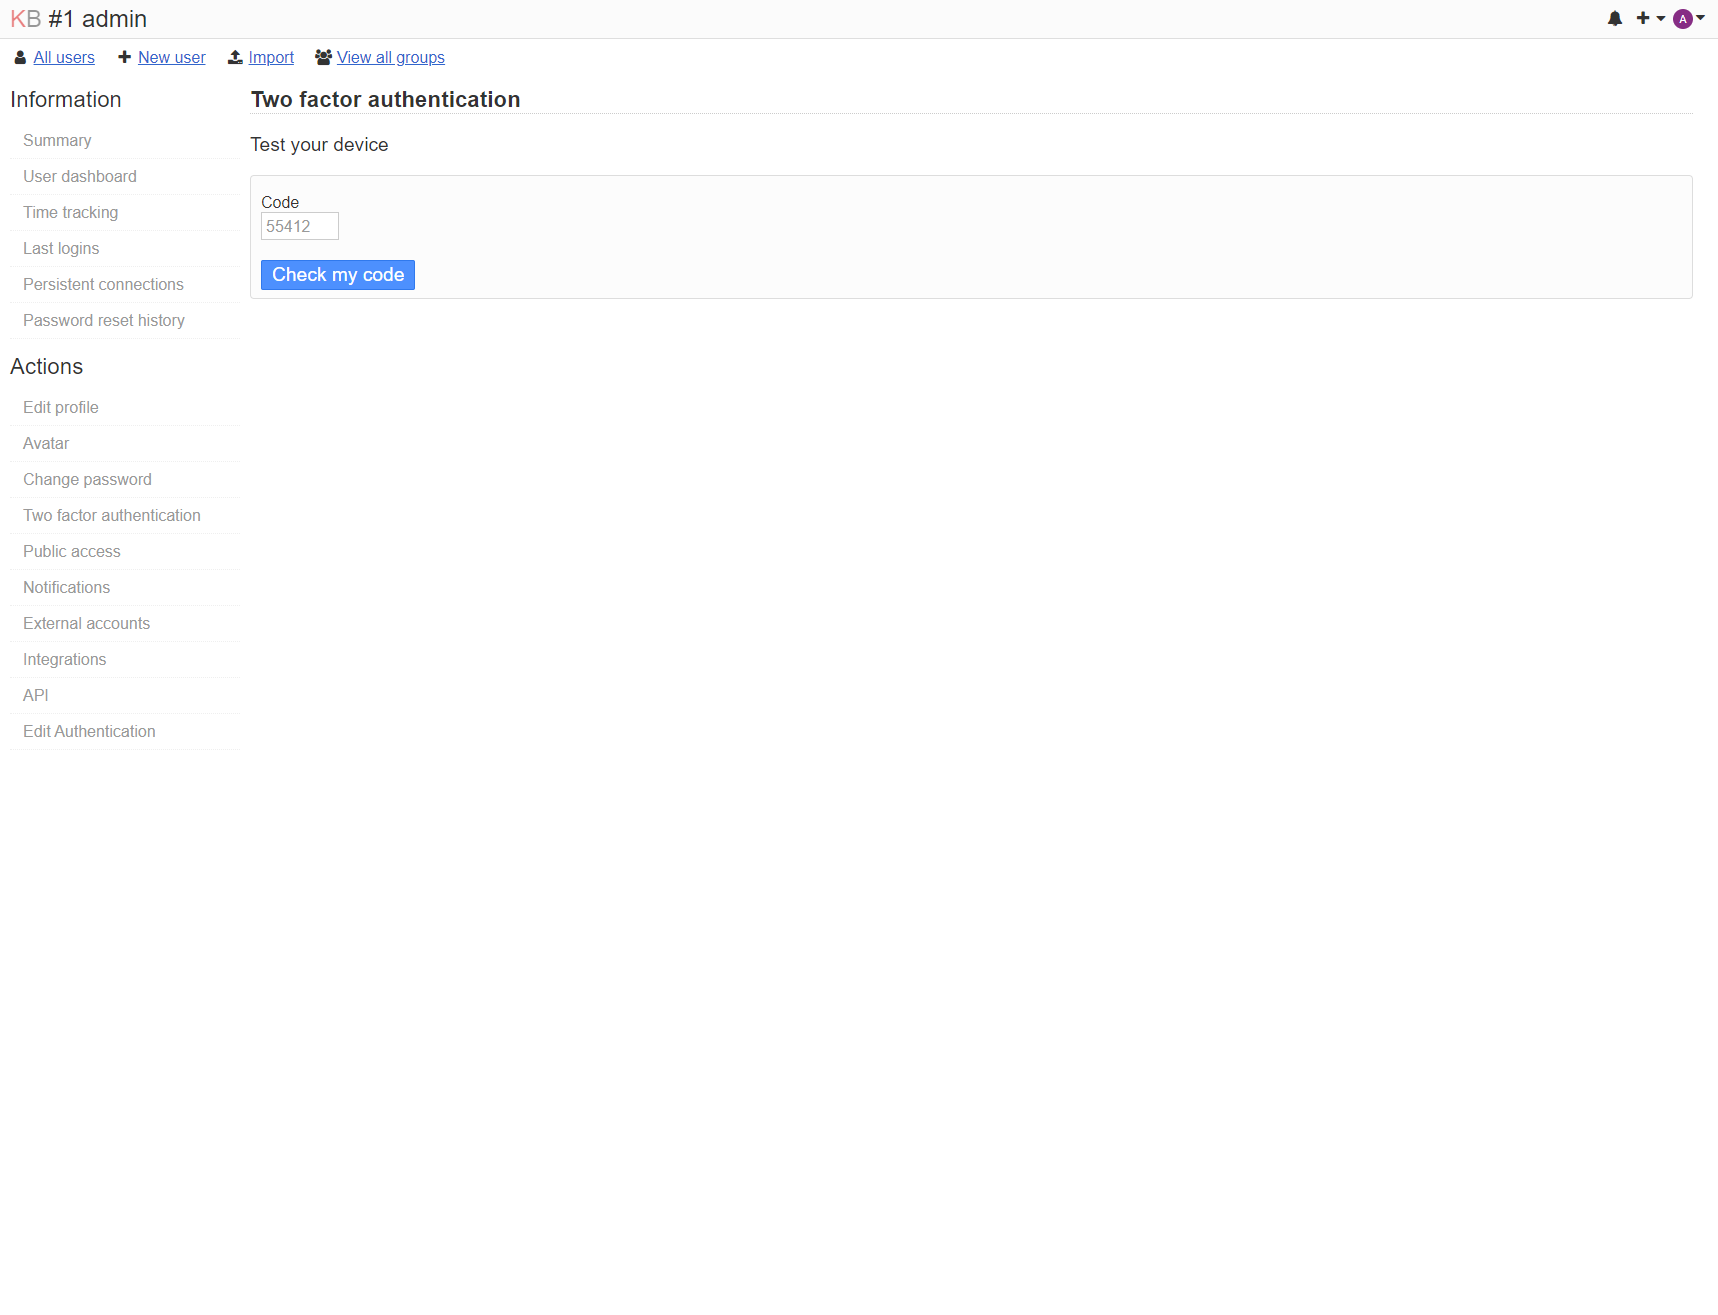 KB #1 admin
A
All users New user Import View all groups
Information
Summary
User dashboard
Time tracking
Last logins
Persistent connections
Password reset history
Actions
Edit profile
Avatar
Change password
Two factor authentication
Public access
Notifications
External accounts
Integrations
API
Edit Authentication
Two factor authentication
Test your device
Code
55412
Check my code